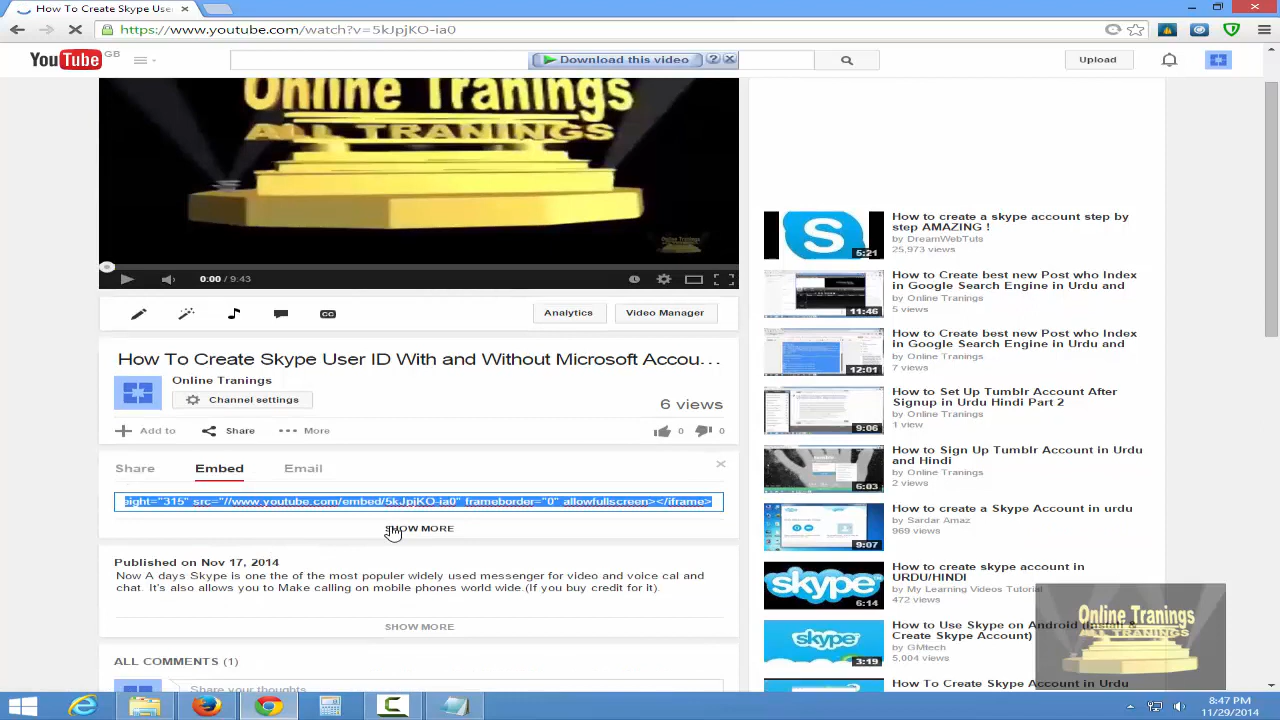 How To Create Skype User
https://www.youtube.com/watch?v=5kJpjKO-ia0
YouTube GB
Download this video
Upload
Online Tranings
ALL TRANINGS
Online Tranings
0:00 / 9:43
CC
Analytics
Video Manager
How To Create Skype User ID With and Without Microsoft Accou...
Online Tranings
Channel settings
6 views
Add to
Share
More
0
0
Share
Embed
Email
eight="315" src="//www.youtube.com/embed/5kJpjKO-ia0" frameborder="0" allowfullscreen></iframe>
SHOW MORE
Published on Nov 17, 2014
Now A days Skype is one the of the most populer widely used messenger for video and voice cal and
chat It's alow you to Make calling on mobile phones world wide.(If you buy credit for it).
SHOW MORE
ALL COMMENTS (1)
Share your thoughts
5:21
How to create a skype account step by
step AMAZING !
by DreamWebTuts
25,973 views
11:46
How to Create best new Post who Index
in Google Search Engine in Urdu and
by Online Tranings
5 views
12:01
How to Create best new Post who Index
in Google Search Engine in Urdu and
by Online Tranings
7 views
9:06
How to Set Up Tumblr Account After
Signup in Urdu Hindi Part 2
by Online Tranings
1 view
6:03
How to Sign Up Tumblr Account in Urdu
and Hindi
by Online Tranings
2 views
9:07
How to create a Skype Account in urdu
by Sardar Amaz
969 views
skype
6:14
How to create skype account in
URDU/HINDI
by My Learning Videos Tutorial
472 views
skype
3:19
How to Use Skype on Android (Install &
Create Skype Account)
by GMtech
5,004 views
How To Create Skype Account in Urdu
Online Tranings
ALL TRANINGS
8:47 PM
11/29/2014